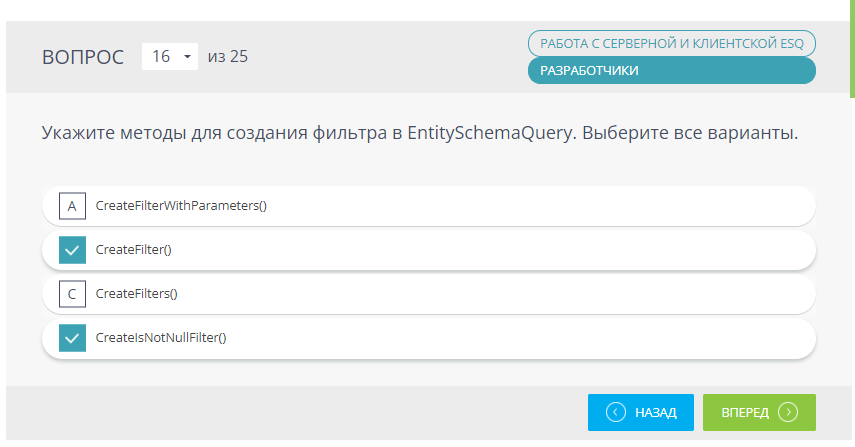 ВОПРОС 16 из 25
РАБОТА С СЕРВЕРНОЙ И КЛИЕНТСКОЙ ESQ
РАЗРАБОТЧИКИ
Укажите методы для создания фильтра в EntitySchemaQuery. Выберите все варианты.
A CreateFilterWithParameters()
CreateFilter()
C CreateFilters()
CreateIsNotNullFilter()
НАЗАД ВПЕРЕД